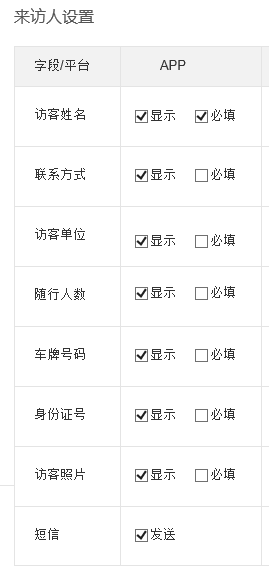 来访人设置
字段/平台 APP
访客姓名 显示 必填
联系方式 显示 必填
访客单位 显示 必填
随行人数 显示 必填
车牌号码 显示 必填
身份证号 显示 必填
访客照片 显示 必填
短信 发送